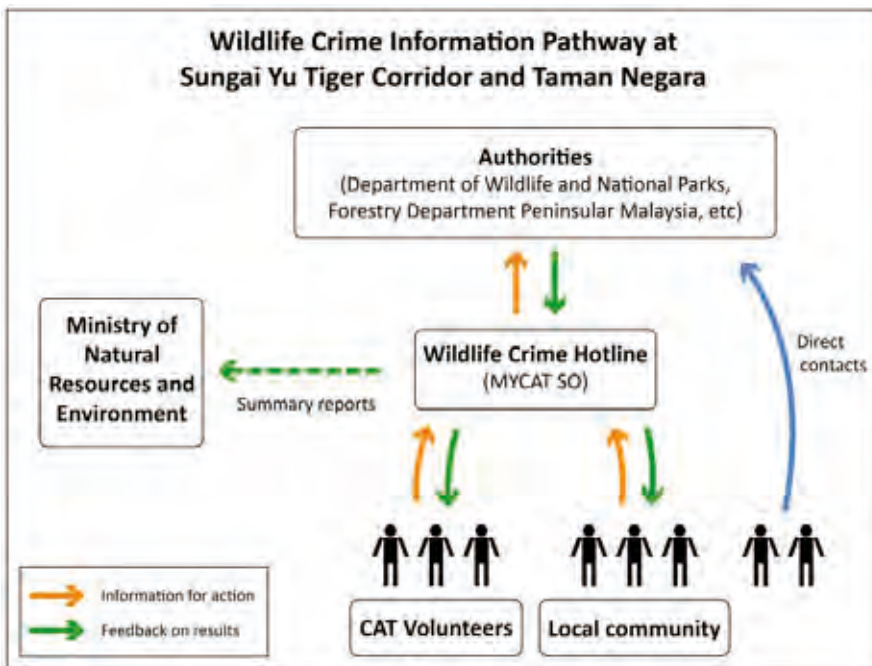 Wildlife Crime Information Pathway at
Sungai Yu Tiger Corridor and Taman Negara
Authorities
(Department of Wildlife and National Parks,
Forestry Department Peninsular Malaysia, etc)
Ministry of
Natural
Resources and
Environment
Summary reports
Wildlife Crime Hotline
(MYCAT SO)
Direct
contacts
Information for action
Feedback on results
CAT Volunteers
Local community